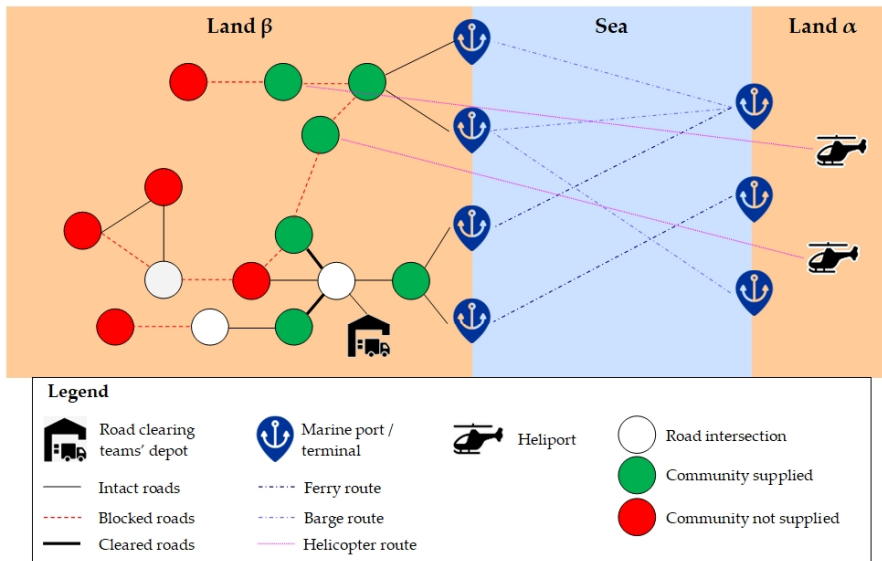 Land β
Sea
Land α
Legend
Road clearing
teams’ depot
Marine port /
terminal
Heliport
Road intersection
Community supplied
Community not supplied
Intact roads
Blocked roads
Cleared roads
Ferry route
Barge route
Helicopter route